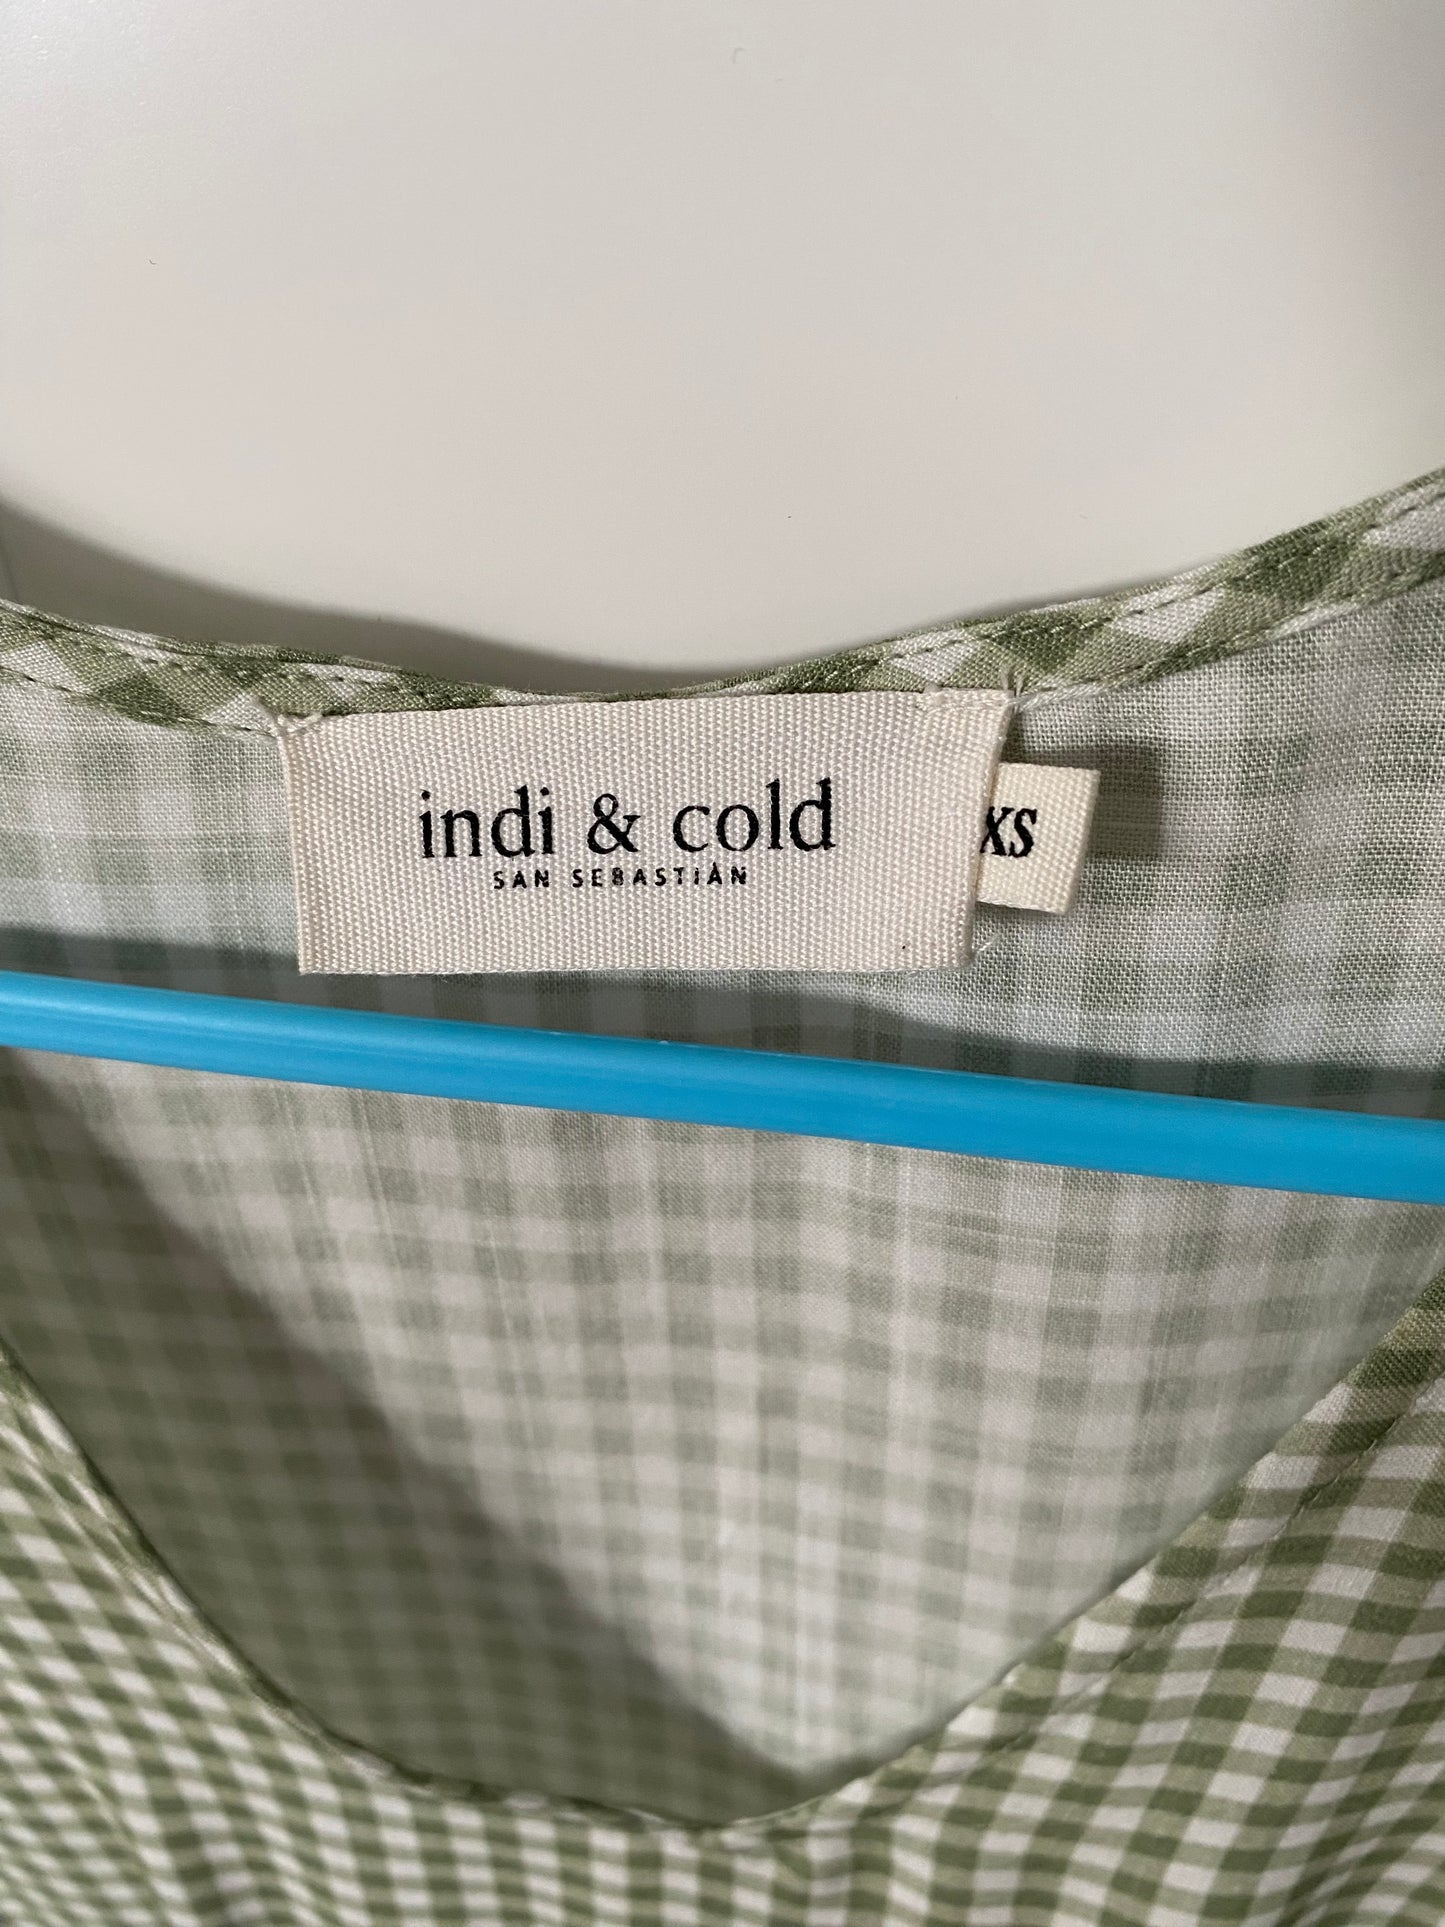 indi & cold
SAN SEBASTIÁN
XS